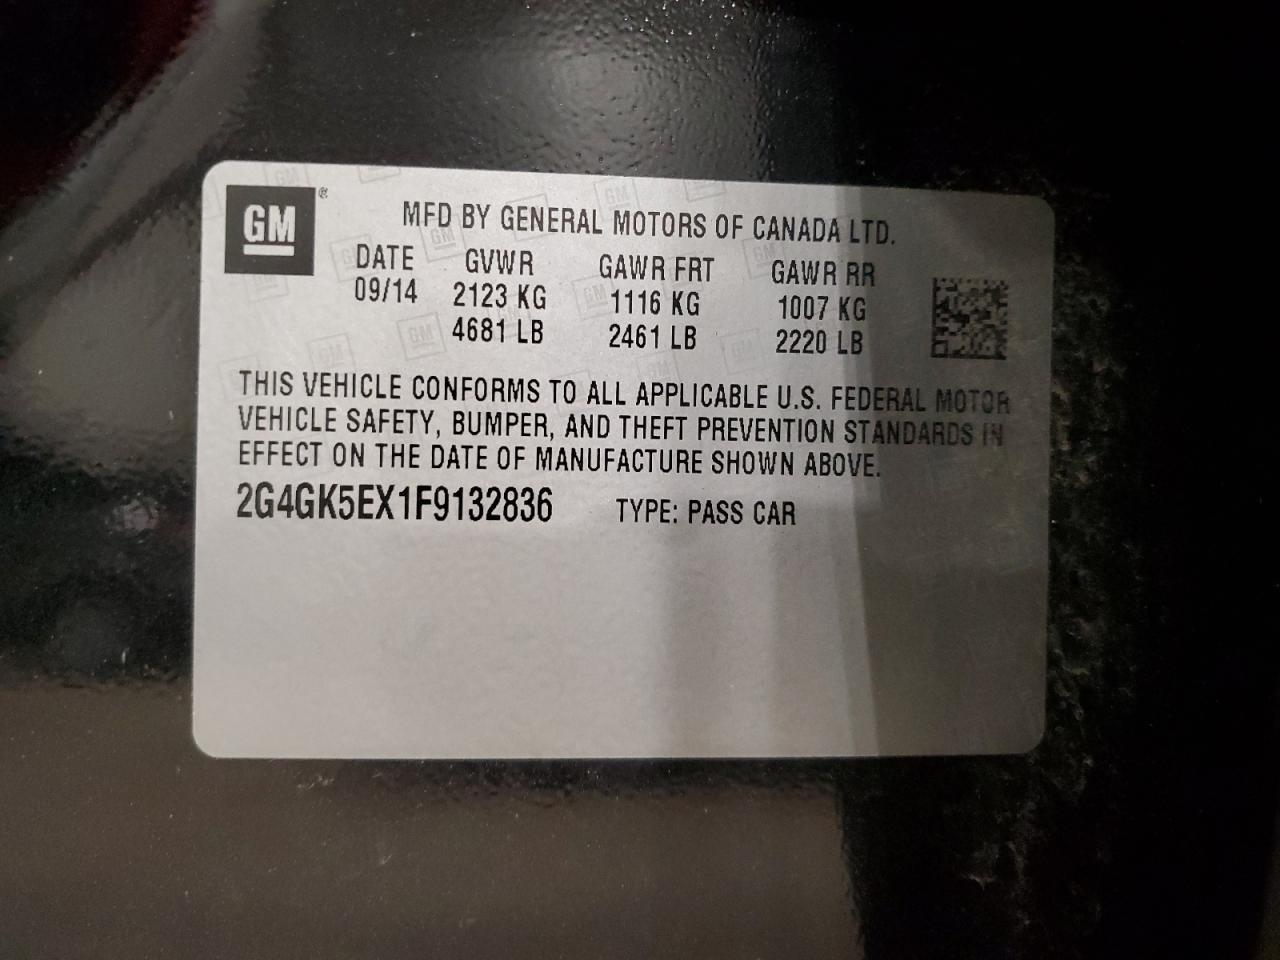 GM ®
MFD BY GENERAL MOTORS OF CANADA LTD.
DATE GVWR GAWR FRT GAWR RR
09/14 2123 KG 1116 KG 1007 KG
4681 LB 2461 LB 2220 LB
THIS VEHICLE CONFORMS TO ALL APPLICABLE U.S. FEDERAL MOTOR
VEHICLE SAFETY, BUMPER, AND THEFT PREVENTION STANDARDS IN
EFFECT ON THE DATE OF MANUFACTURE SHOWN ABOVE.
2G4GK5EX1F9132836 TYPE: PASS CAR